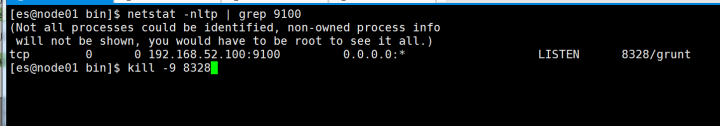 [es@node01 bin]$ netstat -nltp | grep 9100
(Not all processes could be identified, non-owned process info
 will not be shown, you would have to be root to see it all.)
tcp        0      0 192.168.52.100:9100         0.0.0.0:*                   LISTEN      8328/grunt
[es@node01 bin]$ kill -9 8328